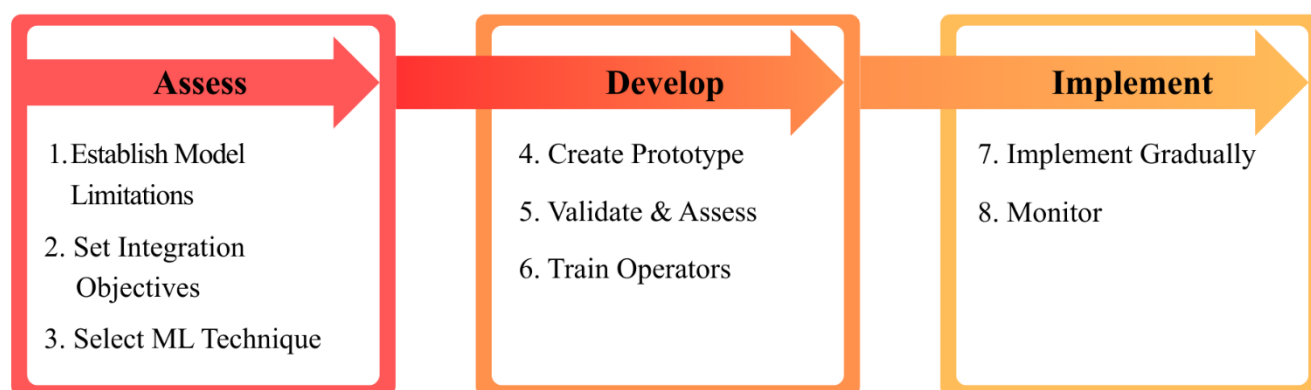 Assess
1. Establish Model
Limitations
2. Set Integration
Objectives
3. Select ML Technique
Develop
4. Create Prototype
5. Validate & Assess
6. Train Operators
Implement
7. Implement Gradually
8. Monitor